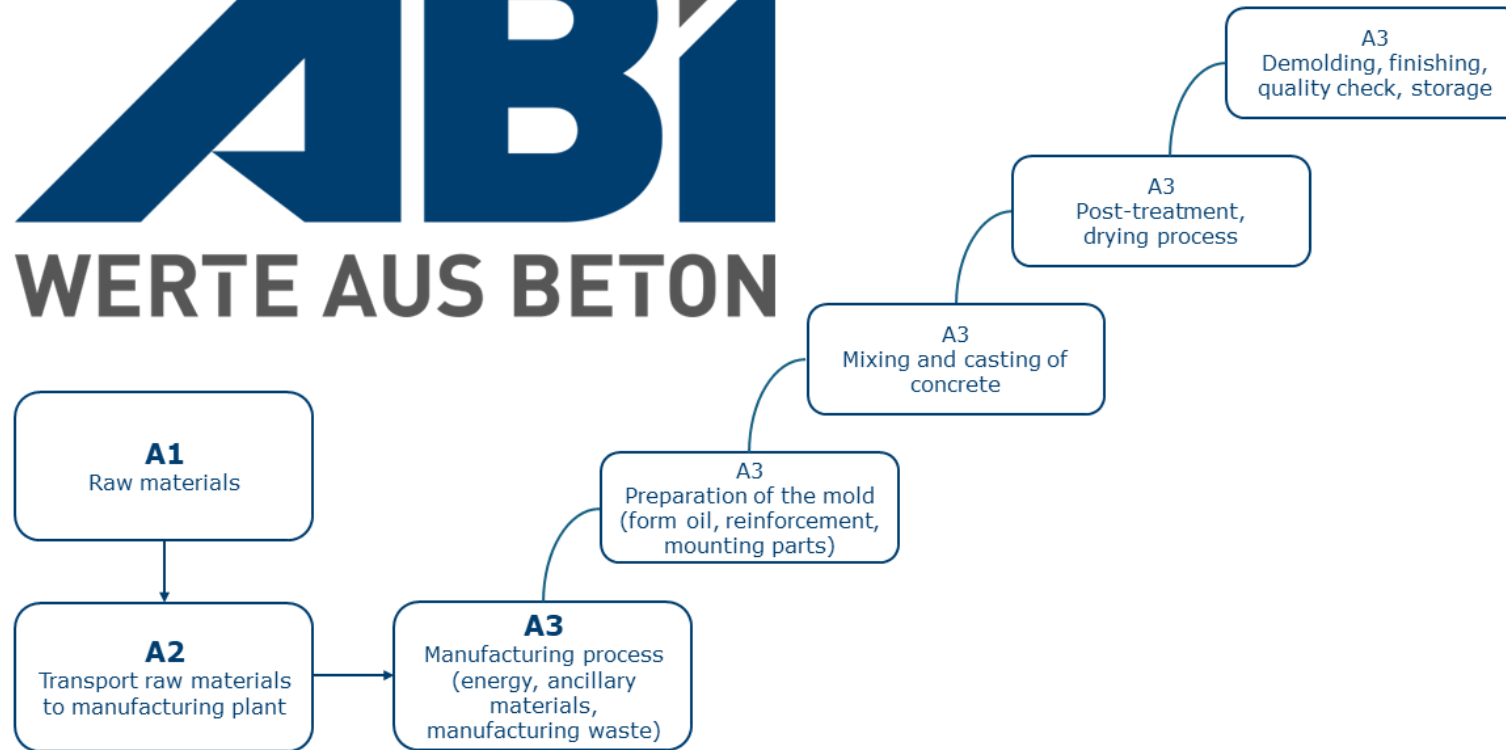 ABI
WERTE AUS BETON
A3
Demolding, finishing,
quality check, storage
A3
Post-treatment,
drying process
A3
Mixing and casting of
concrete
A3
Preparation of the mold
(form oil, reinforcement,
mounting parts)
A1
Raw materials
A2
Transport raw materials
to manufacturing plant
A3
Manufacturing process
(energy, ancillary
materials,
manufacturing waste)